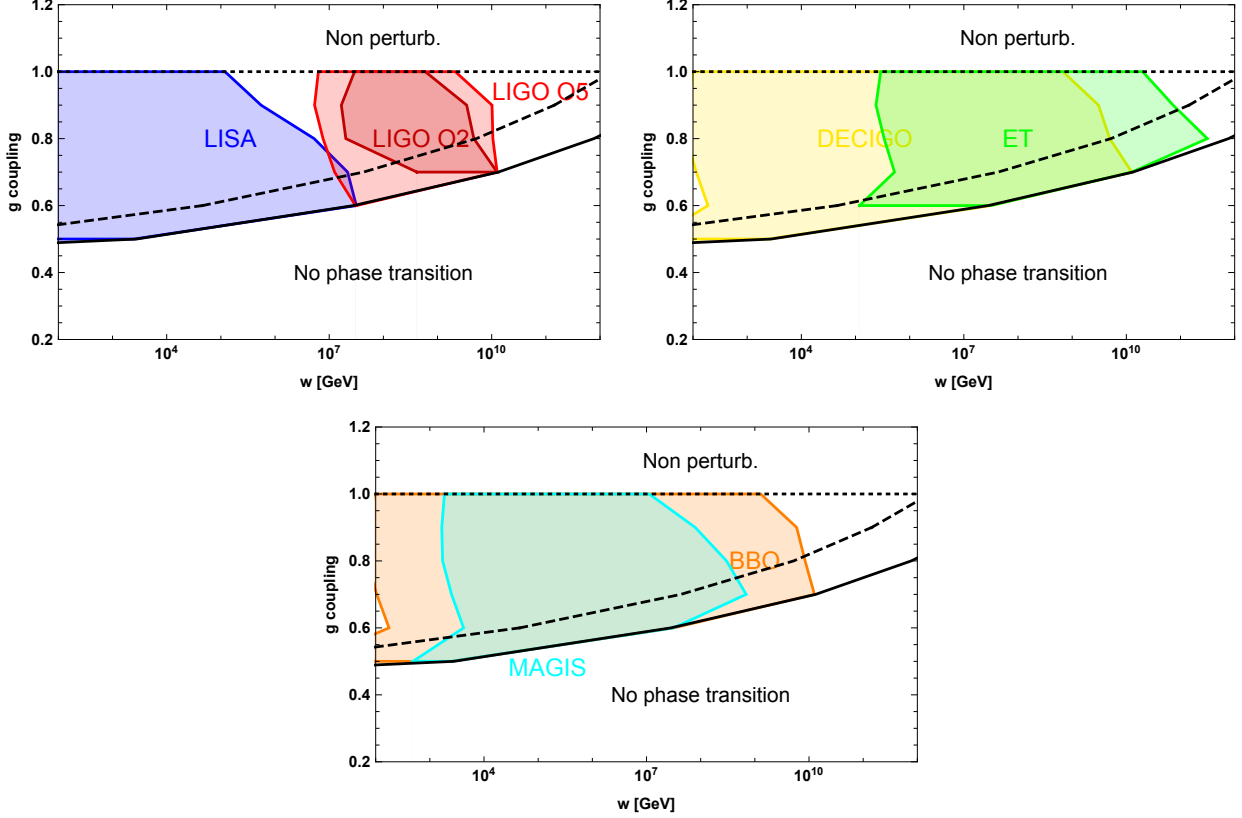 1.2
Non perturb.
1.0
LIGO O5
0.8
LISA
LIGO O2
g coupling
0.6
0.4
No phase transition
0.2
10^4
10^7
10^10
w [GeV]
1.2
Non perturb.
1.0
0.8
DECIGO
ET
g coupling
0.6
0.4
No phase transition
0.2
10^4
10^7
10^10
w [GeV]
1.2
Non perturb.
1.0
0.8
BBO
g coupling
0.6
MAGIS
0.4
No phase transition
0.2
10^4
10^7
10^10
w [GeV]